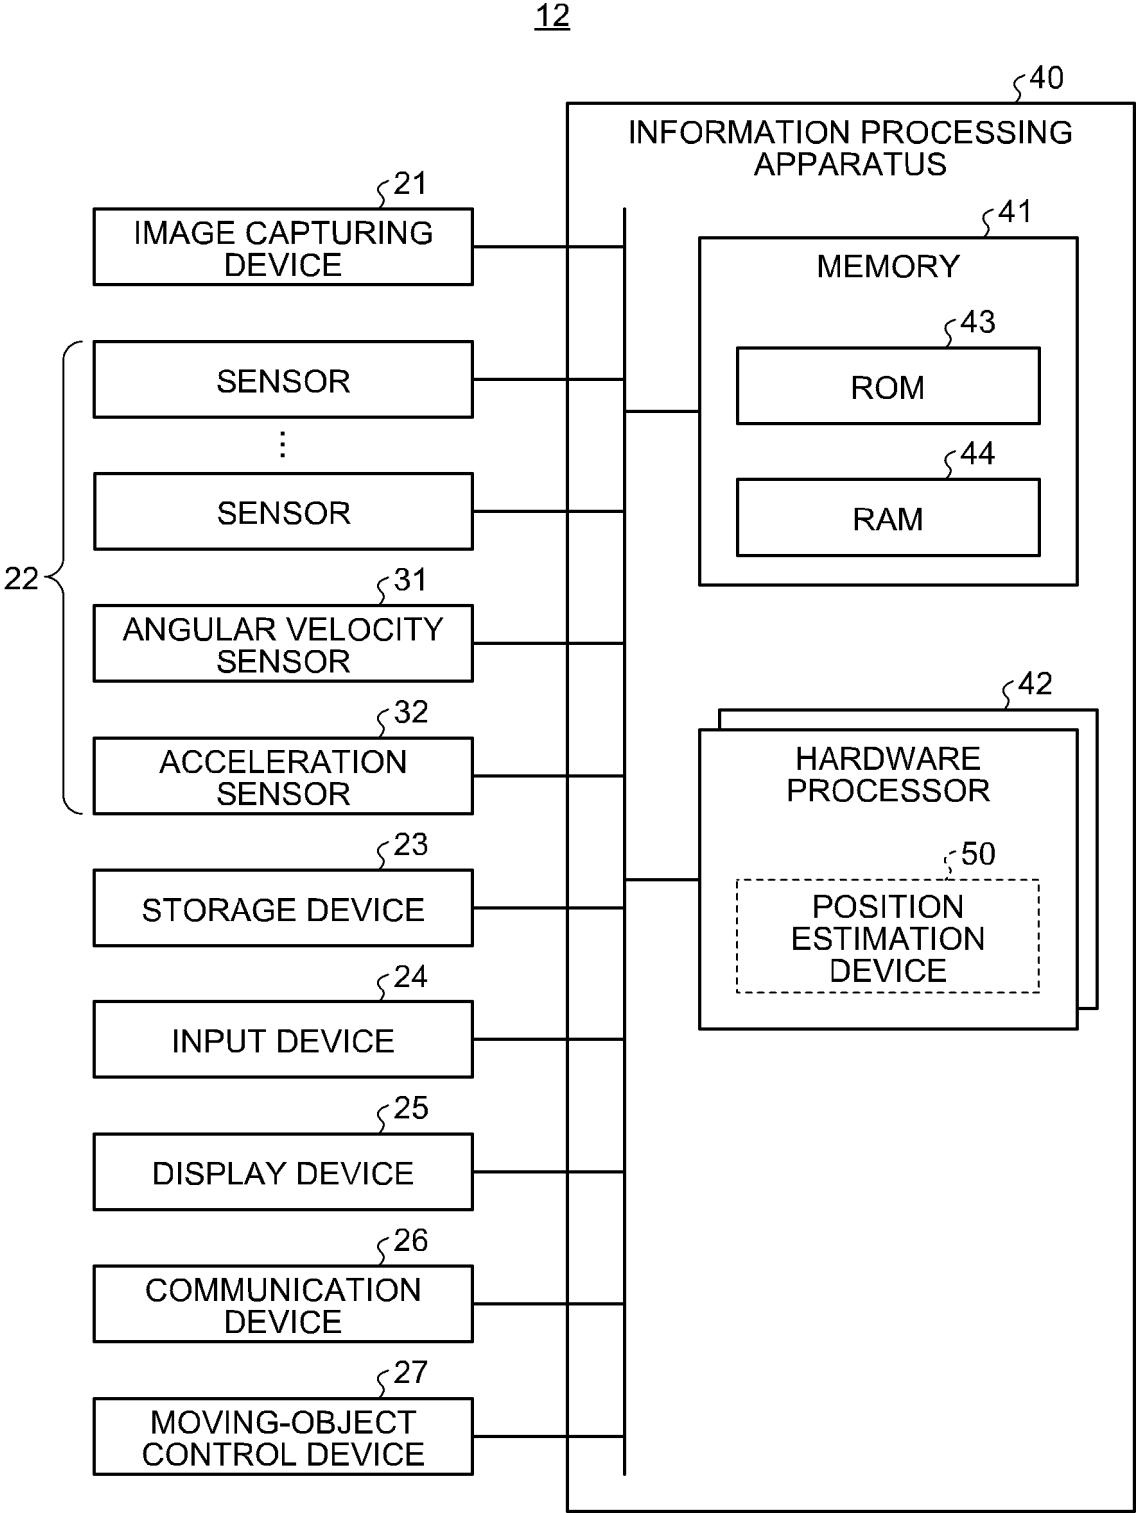 12
40
INFORMATION PROCESSING
APPARATUS
21
IMAGE CAPTURING
DEVICE
41
MEMORY
43
ROM
44
RAM
22
SENSOR
⋮
SENSOR
31
ANGULAR VELOCITY
SENSOR
32
ACCELERATION
SENSOR
42
HARDWARE
PROCESSOR
50
POSITION
ESTIMATION
DEVICE
23
STORAGE DEVICE
24
INPUT DEVICE
25
DISPLAY DEVICE
26
COMMUNICATION
DEVICE
27
MOVING-OBJECT
CONTROL DEVICE